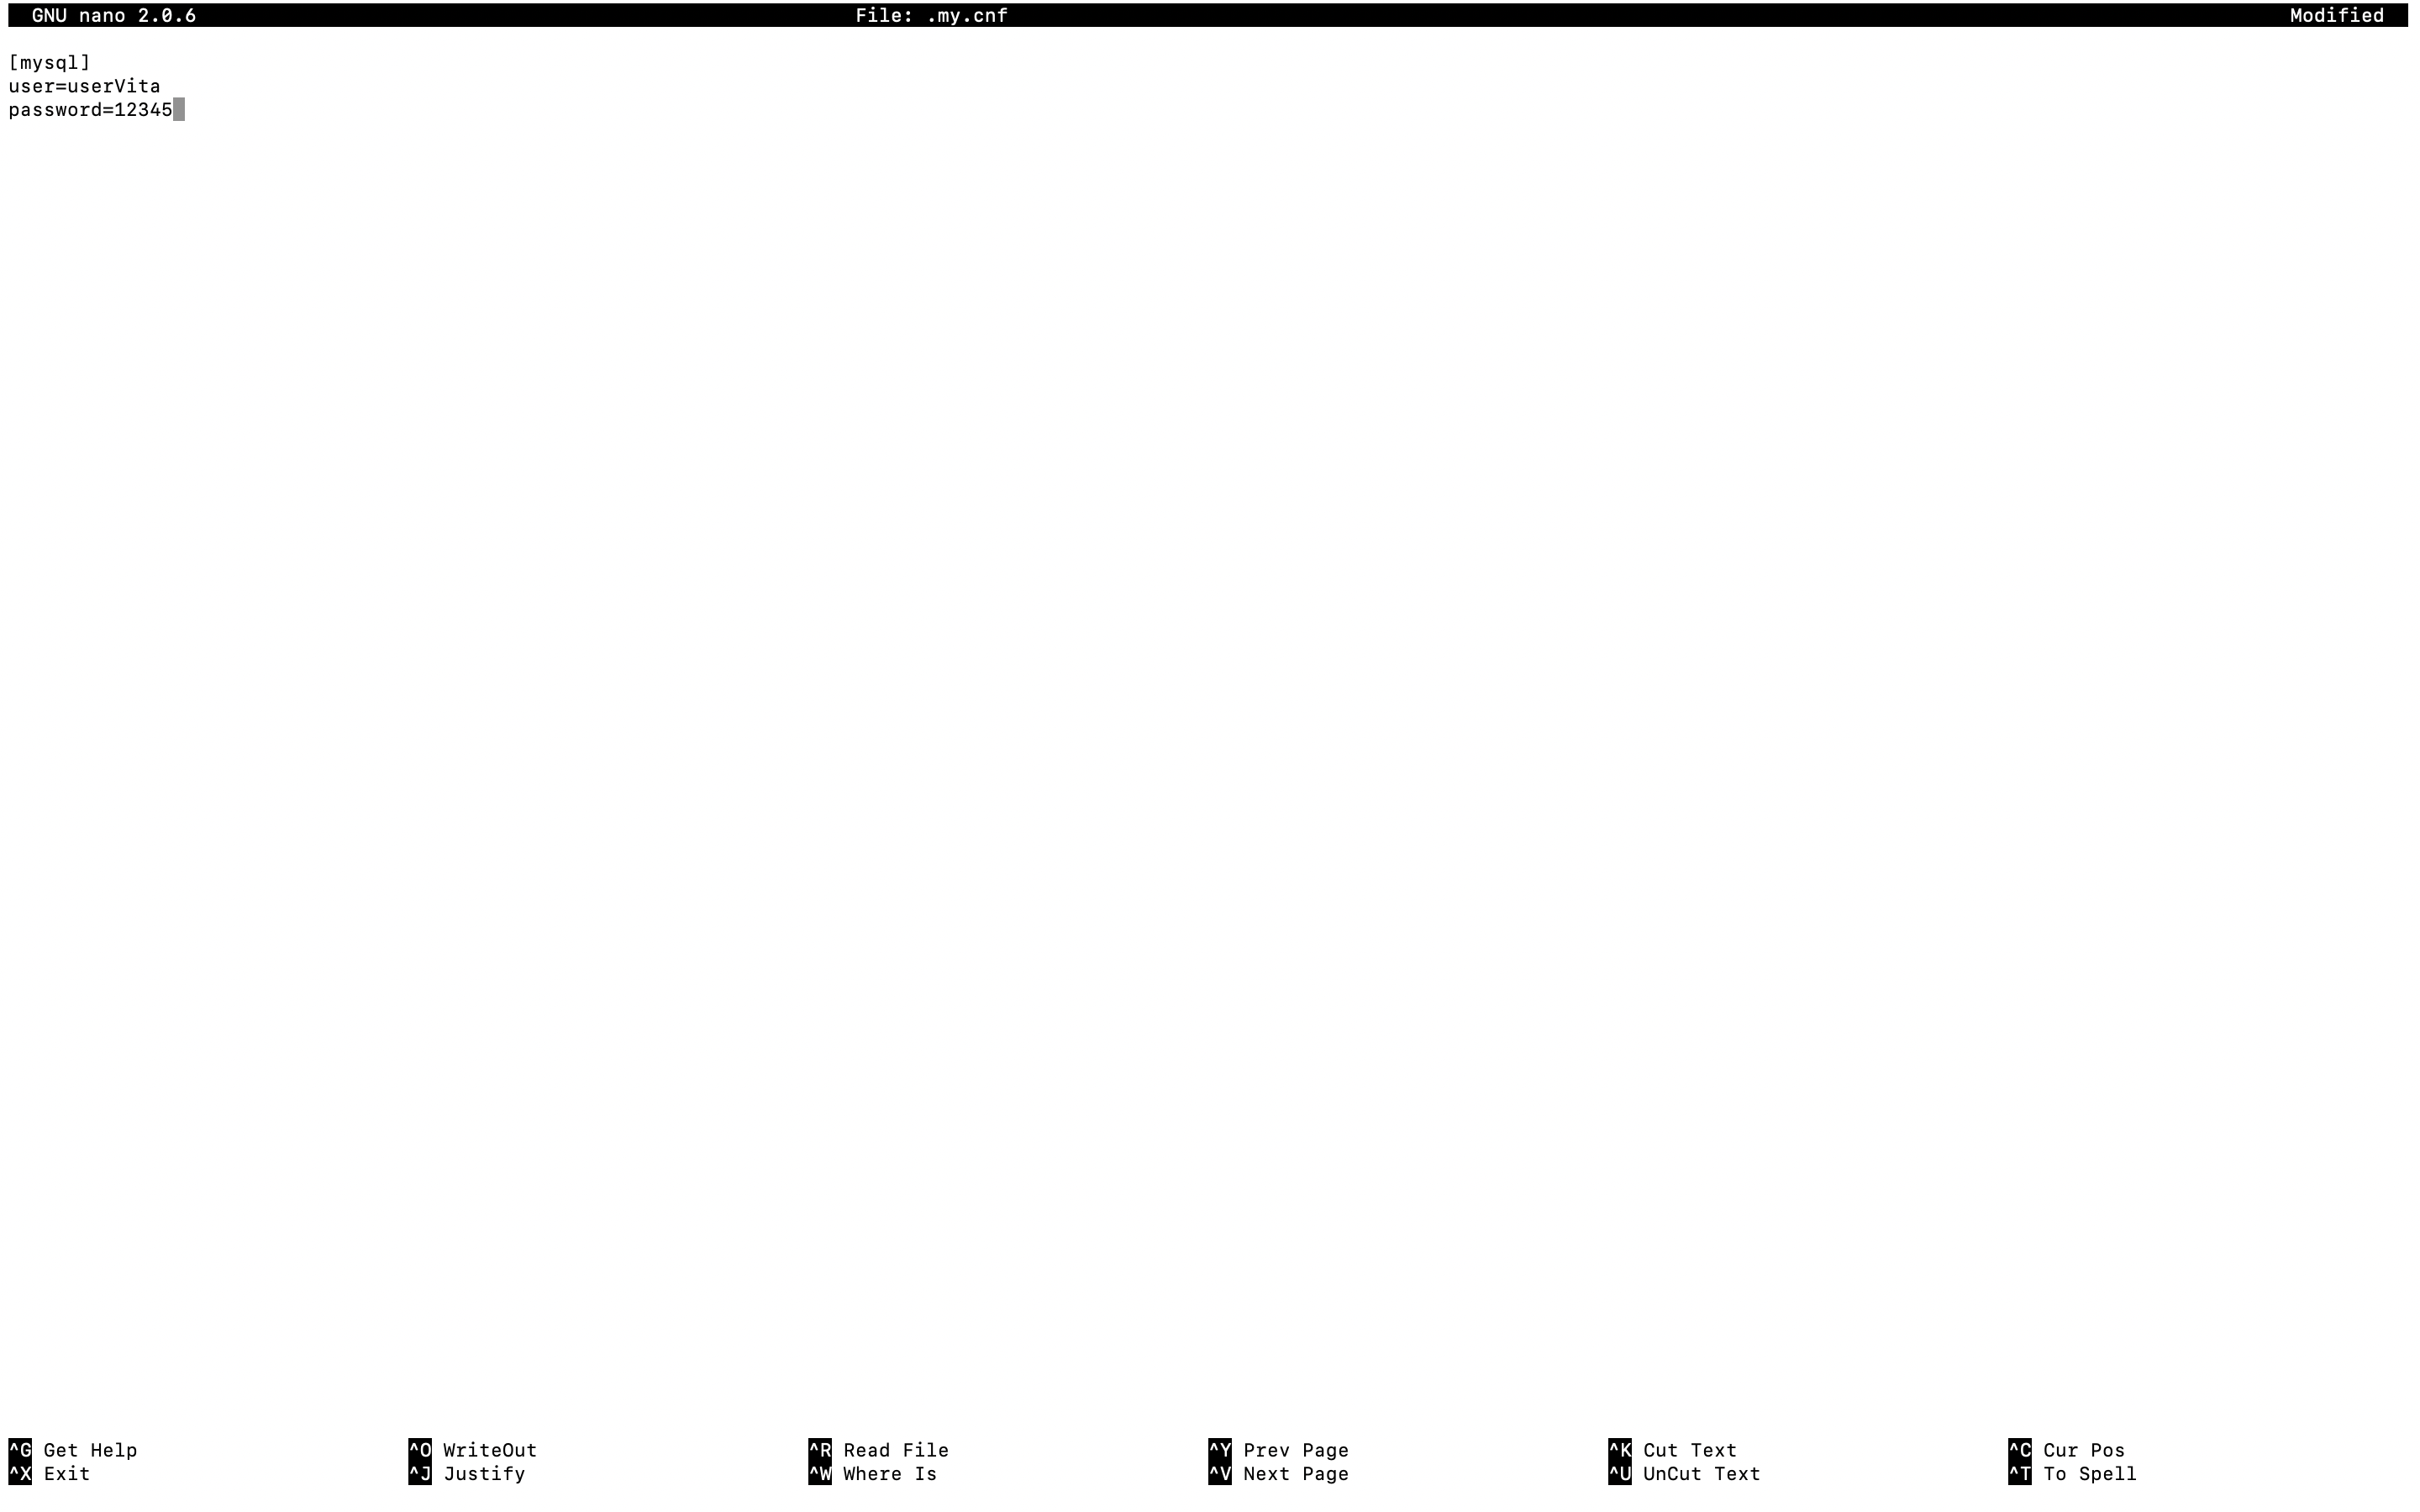 GNU nano 2.0.6 File: .my.cnf Modified
[mysql]
user=userVita
password=12345
^G Get Help ^O WriteOut ^R Read File ^Y Prev Page ^K Cut Text ^C Cur Pos
^X Exit ^J Justify ^W Where Is ^V Next Page ^U UnCut Text ^T To Spell